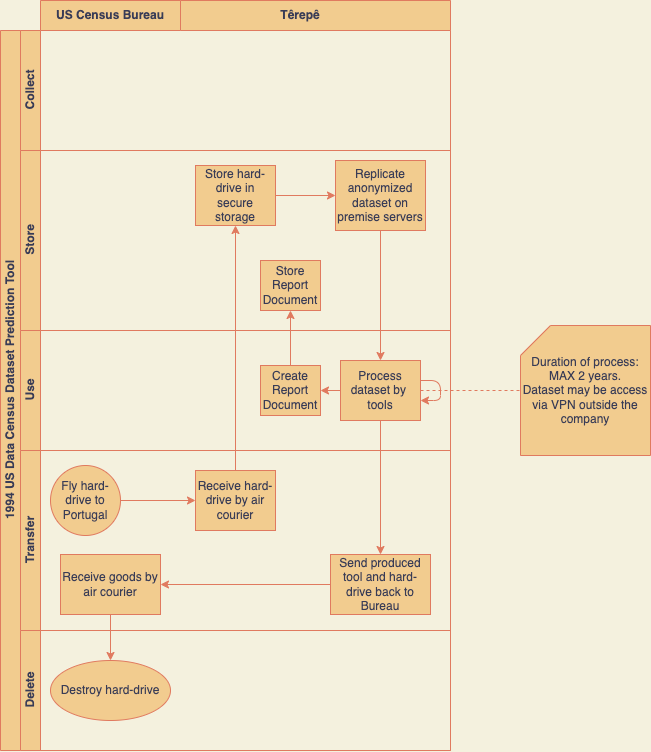 US Census Bureau
Têrepê
1994 US Data Census Dataset Prediction Tool
Collect
Store
Store hard-
drive in
secure
storage
Replicate
anonymized
dataset on
premise servers
Store
Report
Document
Use
Create
Report
Document
Process
dataset by
tools
Duration of process:
MAX 2 years.
Dataset may be access
via VPN outside the
company
Transfer
Fly hard-
drive to
Portugal
Receive hard-
drive by air
courier
Receive goods by
air courier
Send produced
tool and hard-
drive back to
Bureau
Delete
Destroy hard-drive